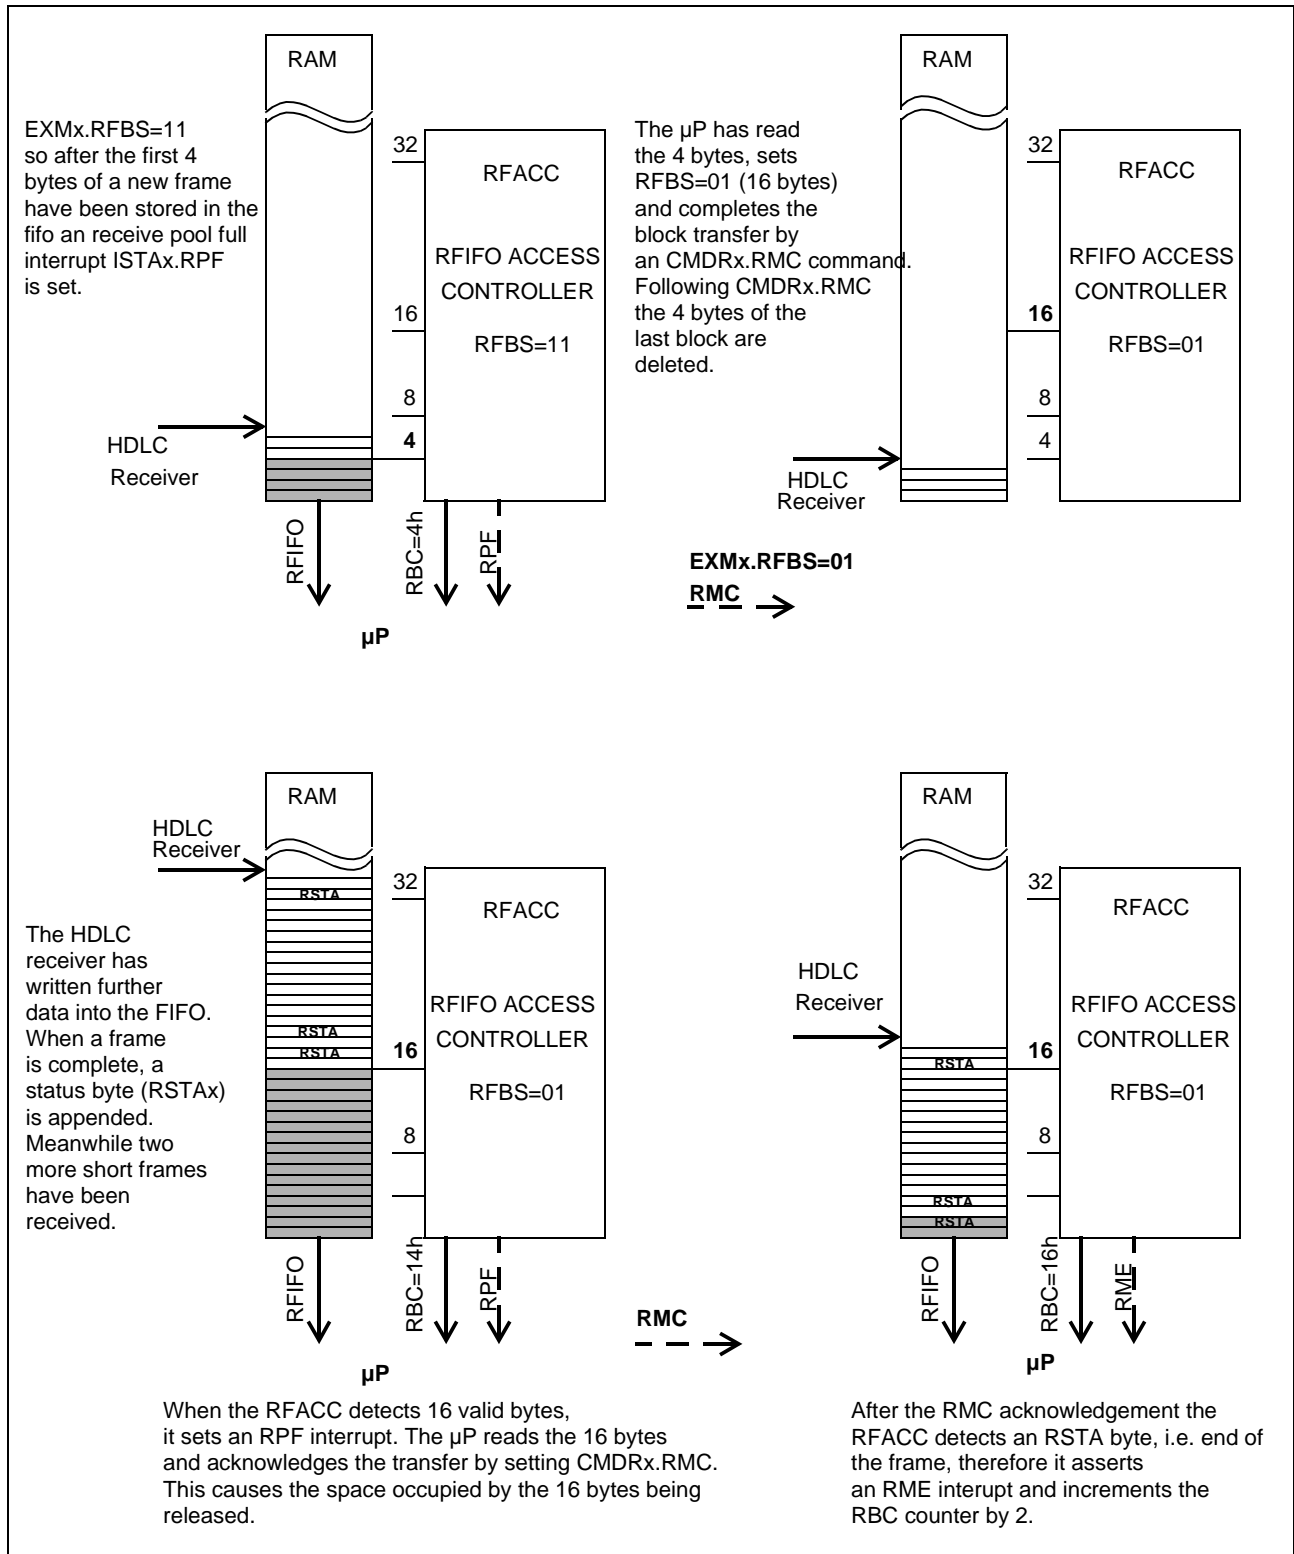 RAM
EXMx.RFBS=11
so after the first 4
bytes of a new frame
have been stored in the
fifo an receive pool full
interrupt ISTAx.RPF
is set.
32
16
8
4
RFACC
RFIFO ACCESS
CONTROLLER
RFBS=11
HDLC
Receiver
RFIFO
RBC=4h
RPF
µP
The µP has read
the 4 bytes, sets
RFBS=01 (16 bytes)
and completes the
block transfer by
an CMDRx.RMC command.
Following CMDRx.RMC
the 4 bytes of the
last block are
deleted.
RAM
32
16
8
4
RFACC
RFIFO ACCESS
CONTROLLER
RFBS=01
HDLC
Receiver
EXMx.RFBS=01
RMC
RAM
HDLC
Receiver
RSTA
RSTA
RSTA
The HDLC
receiver has
written further
data into the FIFO.
When a frame
is complete, a
status byte (RSTAx)
is appended.
Meanwhile two
more short frames
have been
received.
32
16
8
RFACC
RFIFO ACCESS
CONTROLLER
RFBS=01
RFIFO
RBC=14h
RPF
µP
RMC
When the RFACC detects 16 valid bytes,
it sets an RPF interrupt. The µP reads the 16 bytes
and acknowledges the transfer by setting CMDRx.RMC.
This causes the space occupied by the 16 bytes being
released.
RAM
HDLC
Receiver
RSTA
RSTA
RSTA
32
16
8
RFACC
RFIFO ACCESS
CONTROLLER
RFBS=01
RFIFO
RBC=16h
RME
µP
After the RMC acknowledgement the
RFACC detects an RSTA byte, i.e. end of
the frame, therefore it asserts
an RME interupt and increments the
RBC counter by 2.